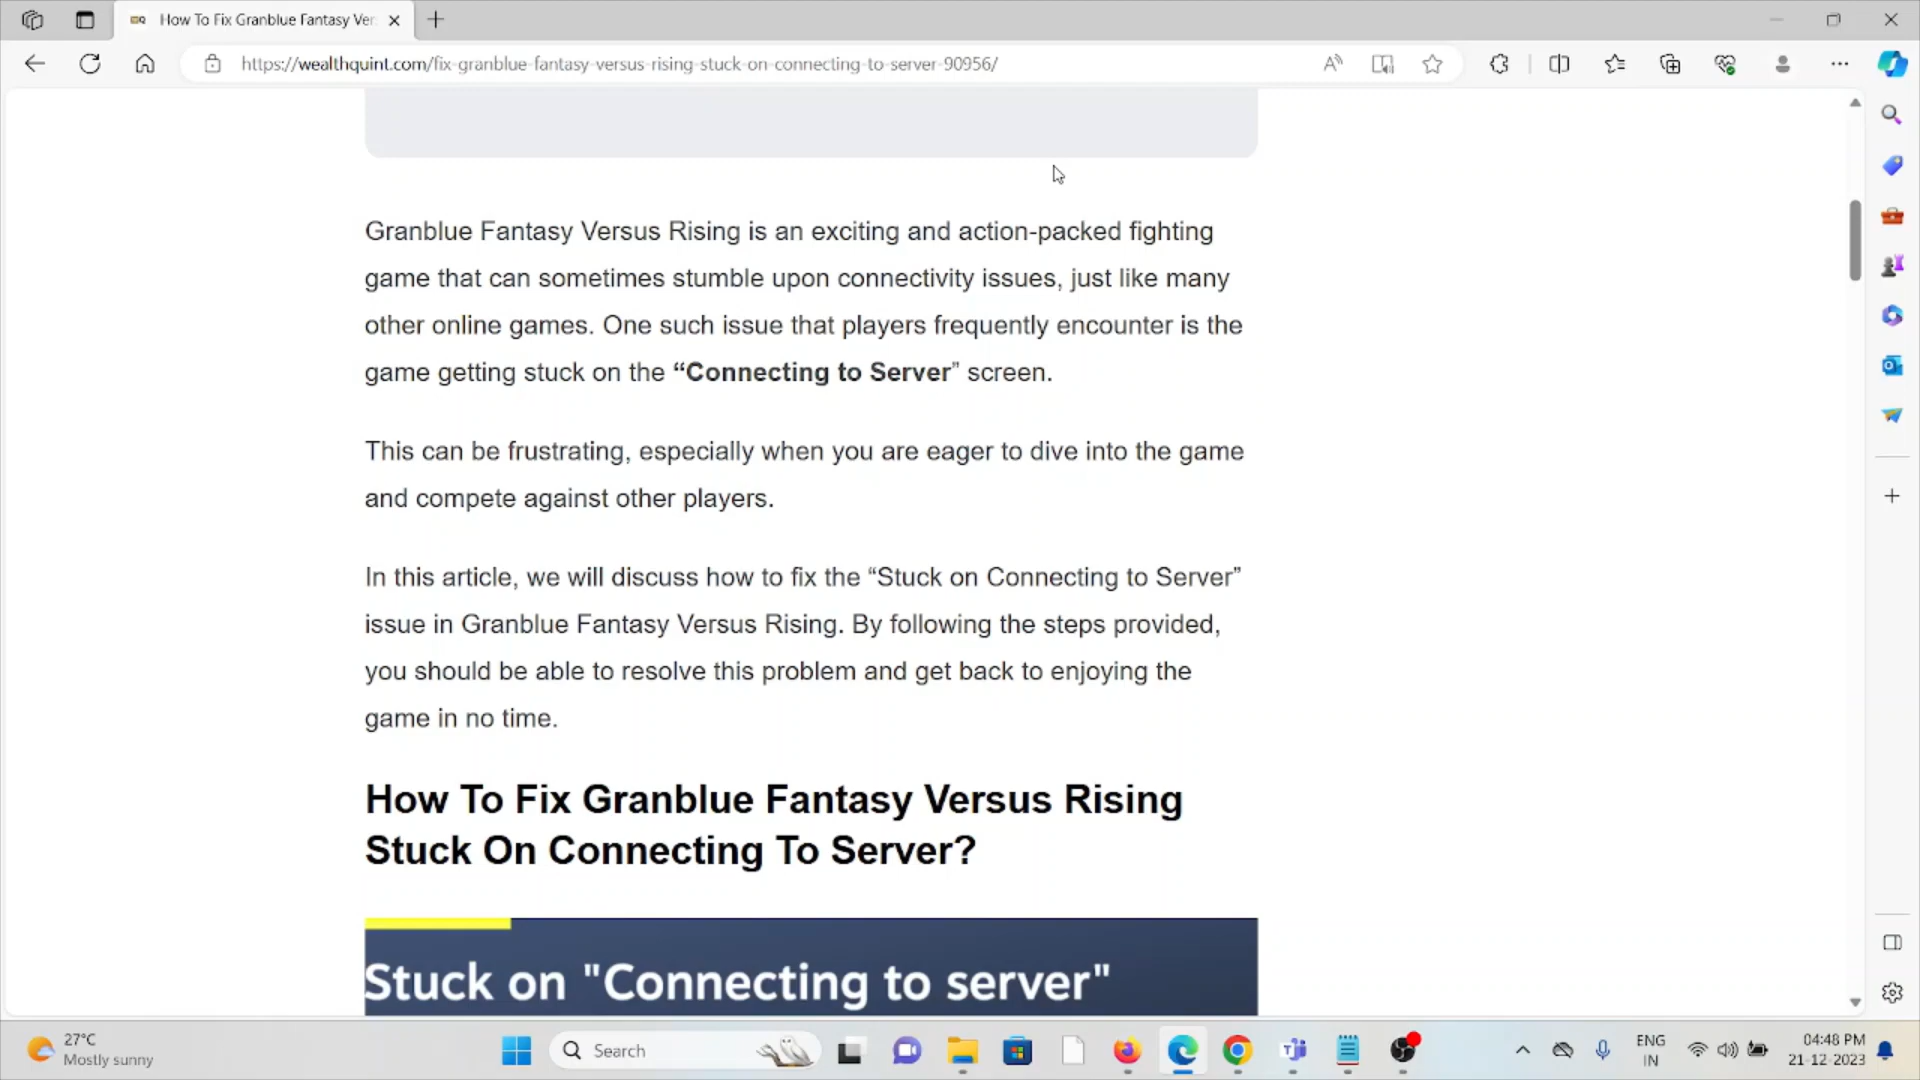 How To Fix Granblue Fantasy Ver
https://wealthquint.com/fix-granblue-fantasy-versus-rising-stuck-on-connecting-to-server-90956/
Granblue Fantasy Versus Rising is an exciting and action-packed fighting
game that can sometimes stumble upon connectivity issues, just like many
other online games. One such issue that players frequently encounter is the
game getting stuck on the “Connecting to Server” screen.
This can be frustrating, especially when you are eager to dive into the game
and compete against other players.
In this article, we will discuss how to fix the “Stuck on Connecting to Server”
issue in Granblue Fantasy Versus Rising. By following the steps provided,
you should be able to resolve this problem and get back to enjoying the
game in no time.
How To Fix Granblue Fantasy Versus Rising
Stuck On Connecting To Server?
Stuck on "Connecting to server"
27°C
Mostly sunny
Search
ENG
IN
04:48 PM
21-12-2023